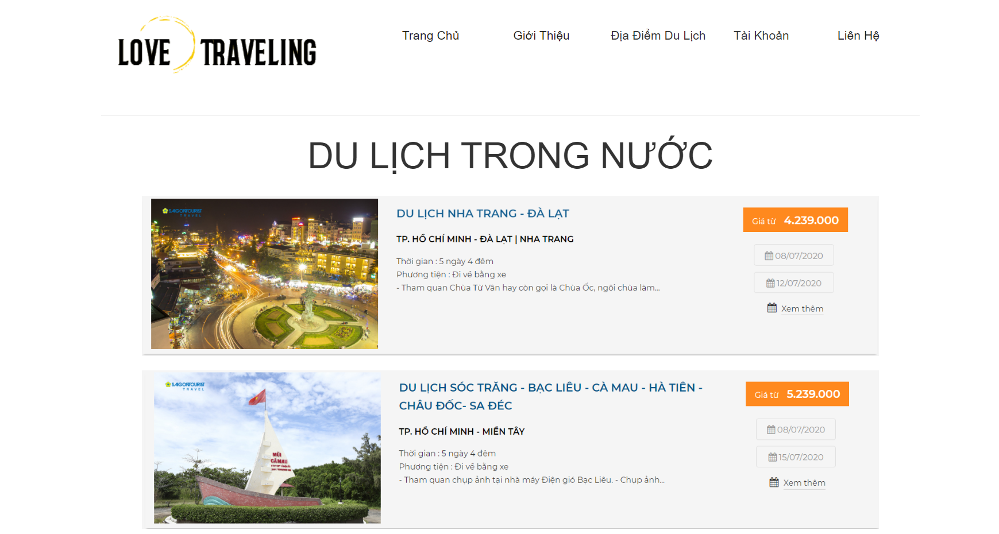 LOVE TRAVELING
Trang Chủ
Giới Thiệu
Địa Điểm Du Lịch
Tài Khoản
Liên Hệ
DU LỊCH TRONG NƯỚC
SAIGONTOURIST
TRAVEL
DU LỊCH NHA TRANG - ĐÀ LẠT
TP. HỒ CHÍ MINH - ĐÀ LẠT | NHA TRANG
Thời gian : 5 ngày 4 đêm
Phương tiện : Đi về bằng xe
- Tham quan Chùa Từ Vân hay còn gọi là Chùa Ốc, ngôi chùa làm...
Giá từ 4.239.000
08/07/2020
12/07/2020
Xem thêm
SAIGONTOURIST
TRAVEL
MŨI
CÀ MAU
DU LỊCH SÓC TRĂNG - BẠC LIÊU - CÀ MAU - HÀ TIÊN -
CHÂU ĐỐC- SA ĐÉC
TP. HỒ CHÍ MINH - MIỀN TÂY
Thời gian : 5 ngày 4 đêm
Phương tiện : Đi về bằng xe
- Tham quan chụp ảnh tại nhà máy Điện gió Bạc Liêu. - Chụp ảnh...
Giá từ 5.239.000
08/07/2020
15/07/2020
Xem thêm